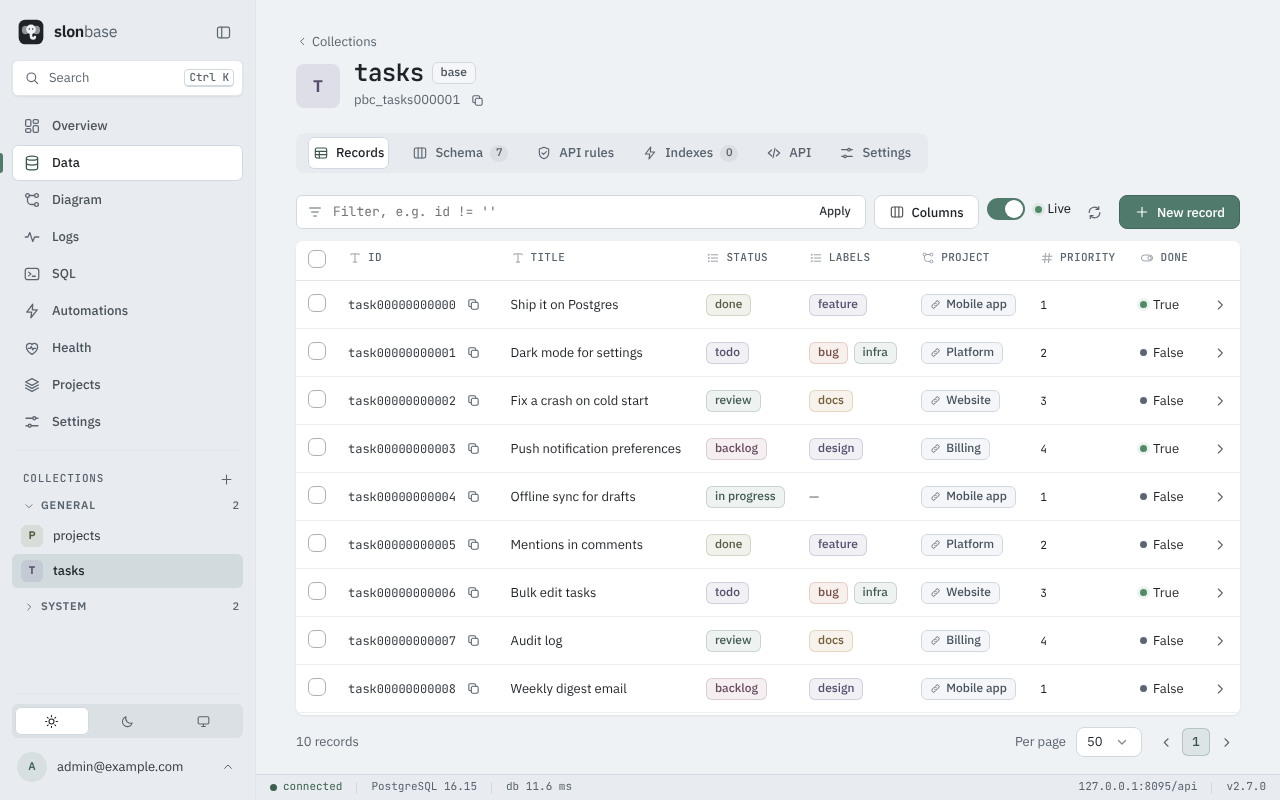 slonbase
Search Ctrl K
Overview
Data
Diagram
Logs
SQL
Automations
Health
Projects
Settings
COLLECTIONS
GENERAL 2
P projects
T tasks
SYSTEM 2
A admin@example.com
Collections
T tasks base
pbc_tasks000001
Records Schema 7 API rules Indexes 0 API Settings
Filter, e.g. id != '' Apply Columns Live New record
ID TITLE STATUS LABELS PROJECT PRIORITY DONE
task00000000000 Ship it on Postgres done feature Mobile app 1 True
task00000000001 Dark mode for settings todo bug infra Platform 2 False
task00000000002 Fix a crash on cold start review docs Website 3 False
task00000000003 Push notification preferences backlog design Billing 4 True
task00000000004 Offline sync for drafts in progress — Mobile app 1 False
task00000000005 Mentions in comments done feature Platform 2 False
task00000000006 Bulk edit tasks todo bug infra Website 3 True
task00000000007 Audit log review docs Billing 4 False
task00000000008 Weekly digest email backlog design Mobile app 1 False
10 records Per page 50 1
connected PostgreSQL 16.15 db 11.6 ms 127.0.0.1:8095/api v2.7.0